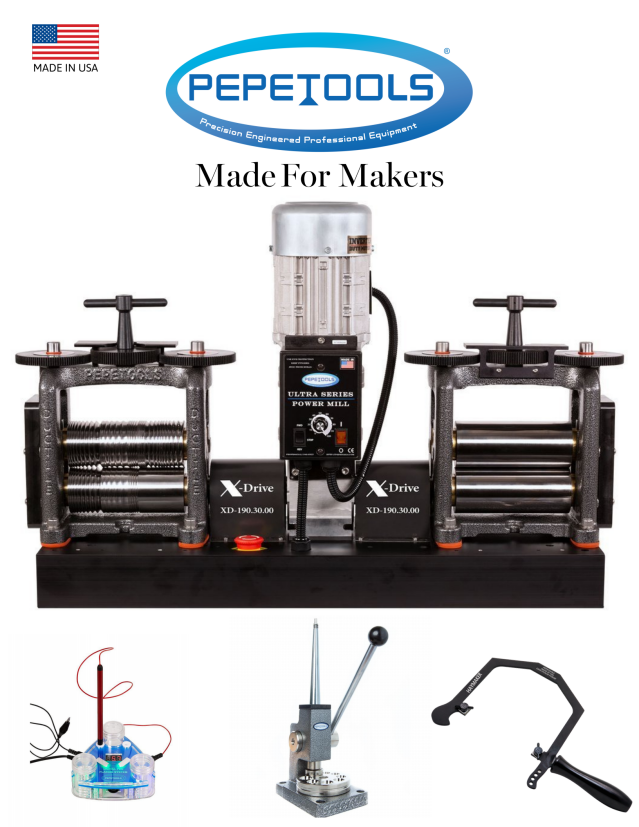 MADE IN USA
PEPETOOLS
®
Precision Engineered Professional Equipment
Made For Makers
PEPETOOLS
PEPETOOLS
ULTRA SERIES
POWER MILL
X-Drive
XD-190.30.00
X-Drive
XD-190.30.00